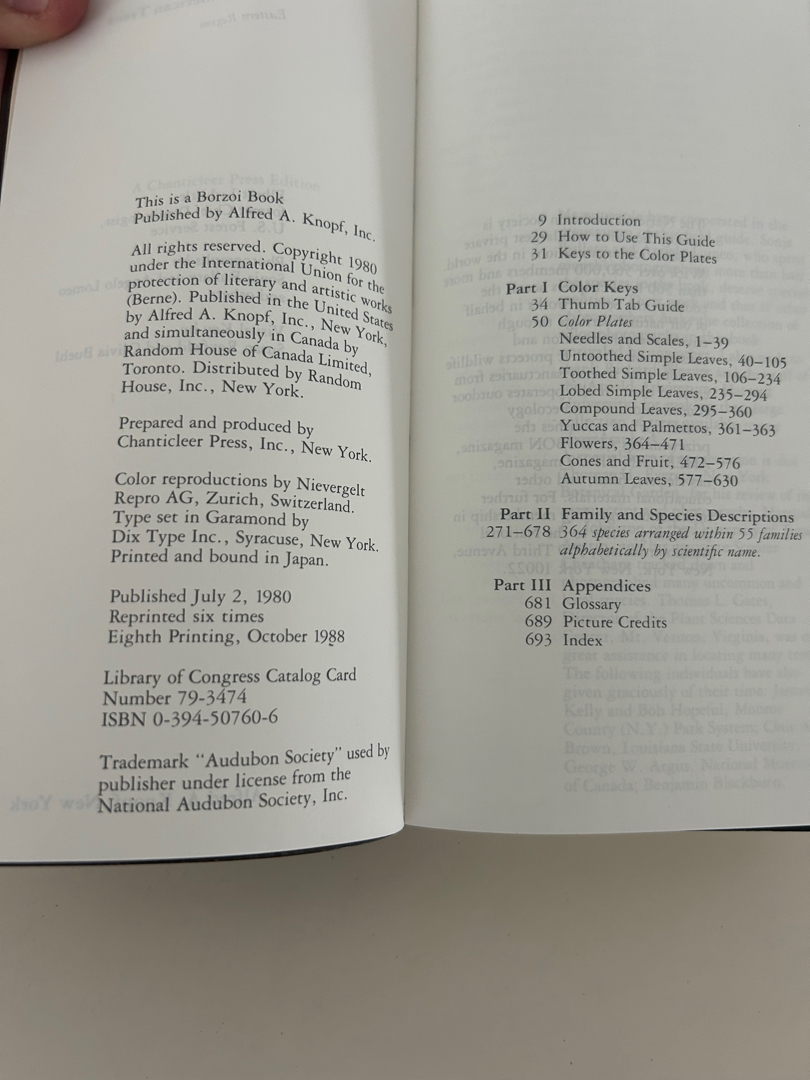 This is a Borzoi Book
Published by Alfred A. Knopf, Inc.
All rights reserved. Copyright 1980
under the International Union for the
protection of literary and artistic works
(Berne). Published in the United States
by Alfred A. Knopf, Inc., New York,
and simultaneously in Canada by
Random House of Canada Limited,
Toronto. Distributed by Random
House, Inc., New York.
Prepared and produced by
Chanticleer Press, Inc., New York.
Color reproductions by Nievergelt
Repro AG, Zurich, Switzerland.
Type set in Garamond by
Dix Type Inc., Syracuse, New York.
Printed and bound in Japan.
Published July 2, 1980
Reprinted six times
Eighth Printing, October 1988
Library of Congress Catalog Card
Number 79-3474
ISBN 0-394-50760-6
Trademark "Audubon Society" used by
publisher under license from the
National Audubon Society, Inc.
9 Introduction
29 How to Use This Guide
31 Keys to the Color Plates
Part I Color Keys
34 Thumb Tab Guide
50 Color Plates
Needles and Scales, 1–39
Untoothed Simple Leaves, 40–105
Toothed Simple Leaves, 106–234
Lobed Simple Leaves, 235–294
Compound Leaves, 295–360
Yuccas and Palmettos, 361–363
Flowers, 364–471
Cones and Fruit, 472–576
Autumn Leaves, 577–630
Part II Family and Species Descriptions
271–678 364 species arranged within 55 families
alphabetically by scientific name.
Part III Appendices
681 Glossary
689 Picture Credits
693 Index